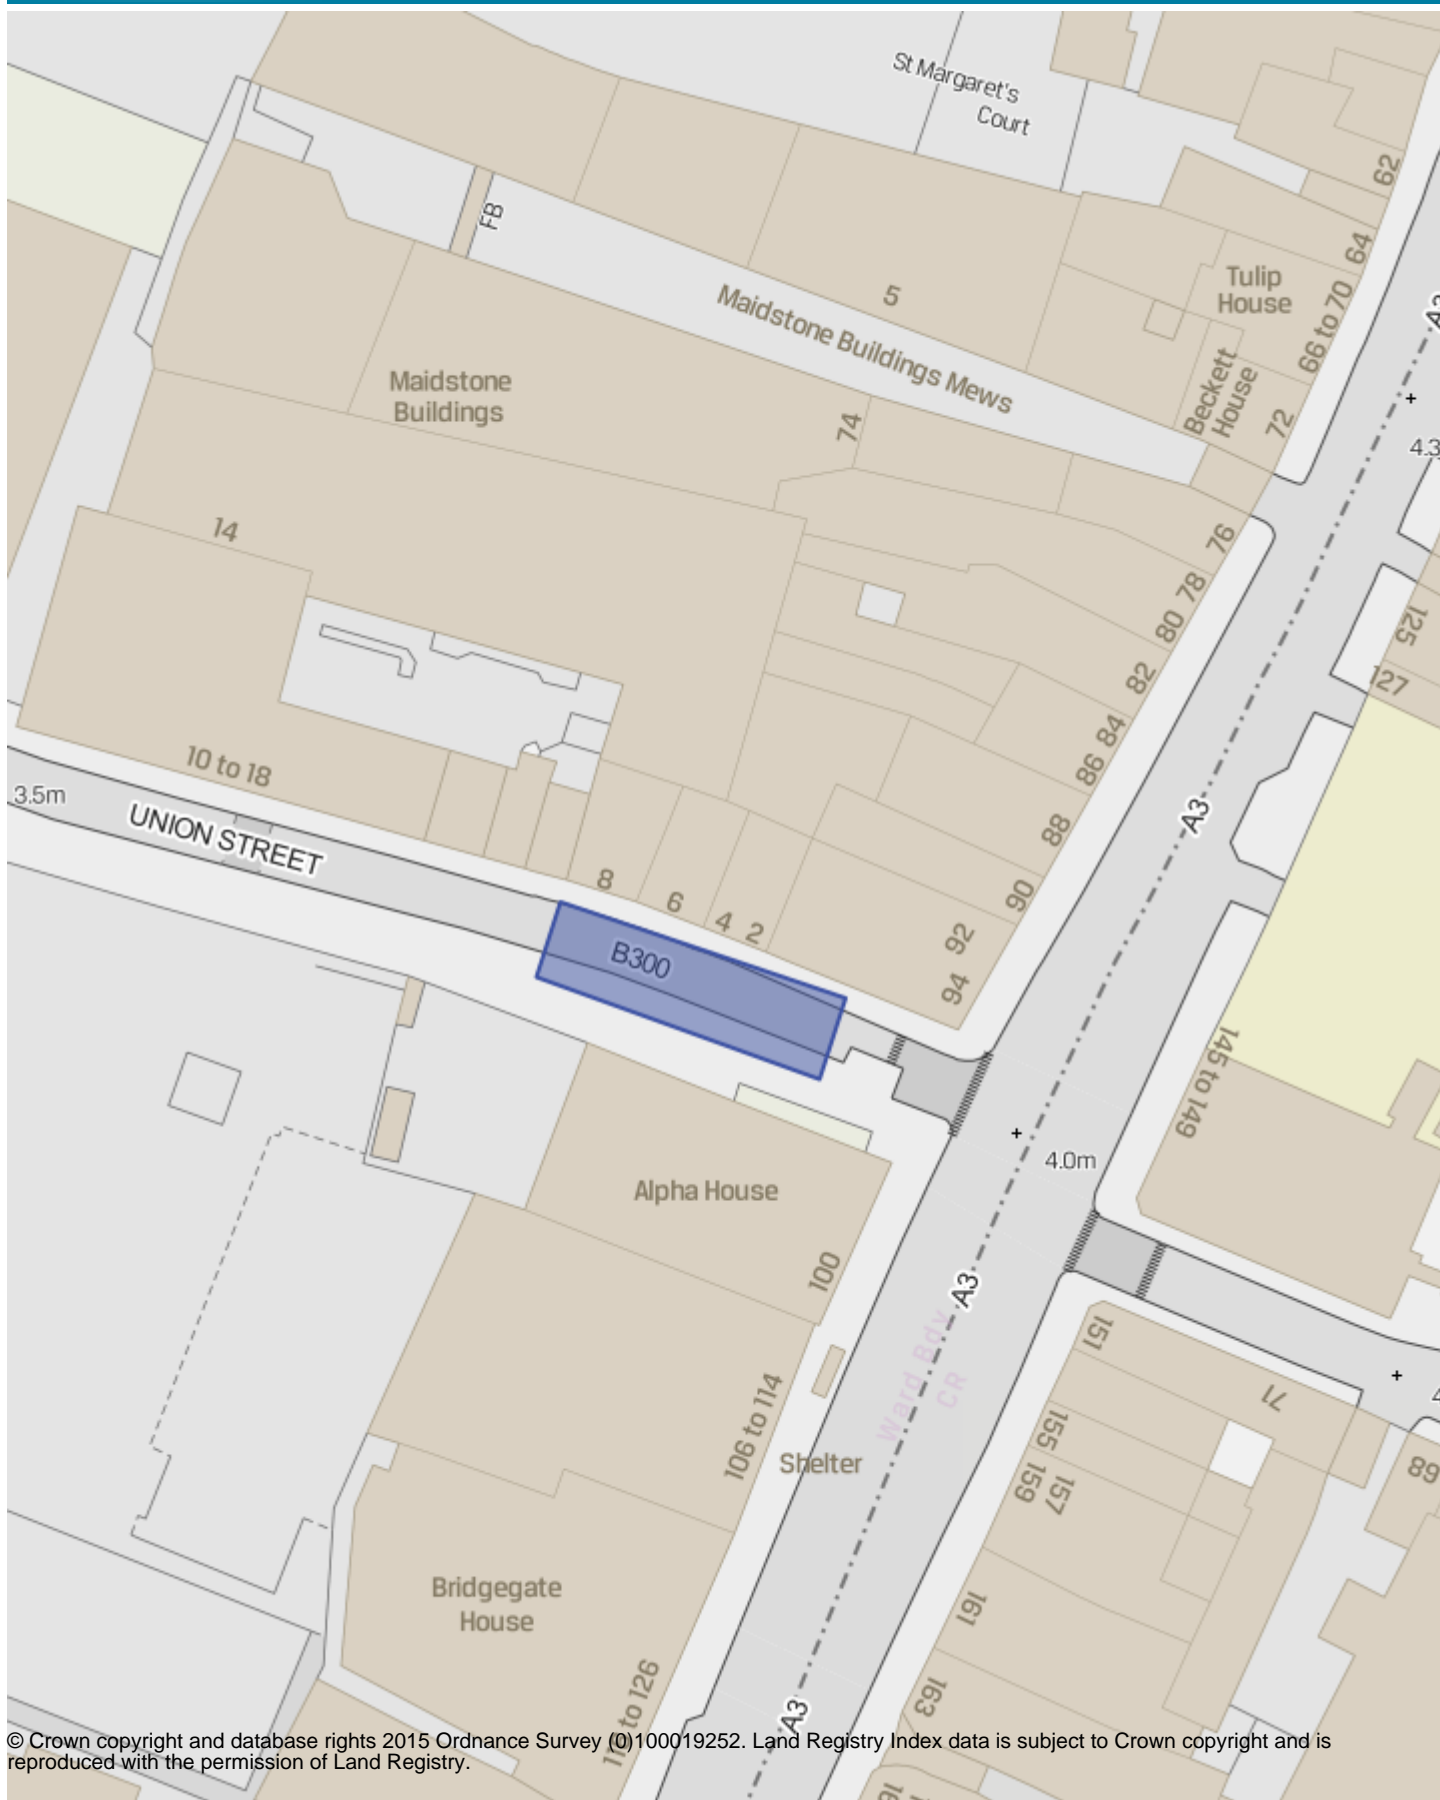 St Margaret's
Court
62
FB
64
Tulip
House
5
66 to 70
Maidstone Buildings Mews
Beckett
House
Maidstone
Buildings
74
72
4.3
14
76
78
80
125
82
127
84
10 to 18
86
3.5m
A3
UNION STREET
88
8
90
6
4
2
92
B300
94
145 to 149
4.0m
Alpha House
100
A3
151
Ward Bdy
CR
71
106 to 114
155
Shelter
159
157
68
Bridgegate
House
161
163
A3
© Crown copyright and database rights 2015 Ordnance Survey (0)100019252. Land Registry Index data is subject to Crown copyright and is
reproduced with the permission of Land Registry.